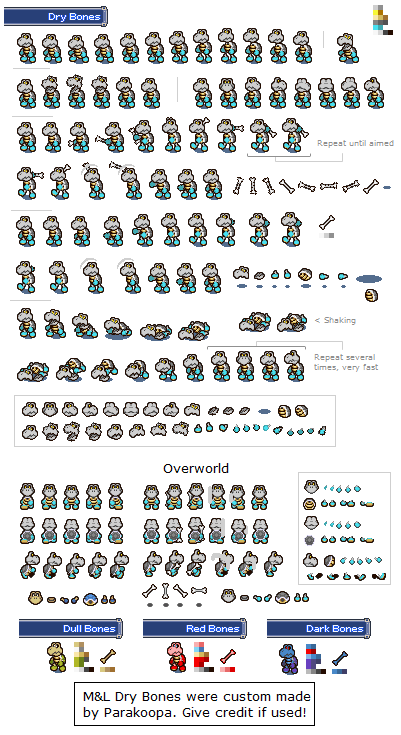 Dry Bones
Repeat until aimed
< Shaking
Repeat several
times, very fast
Overworld
Dull Bones
Red Bones
Dark Bones
M&L Dry Bones were custom made
by Parakoopa. Give credit if used!